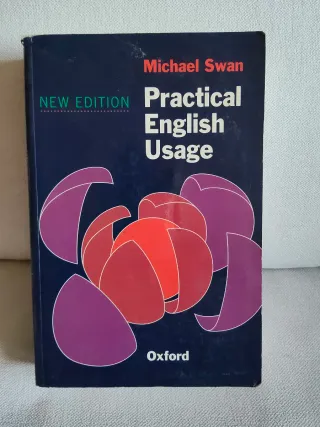 Michael Swan
NEW EDITION
Practical
English
Usage
Oxford